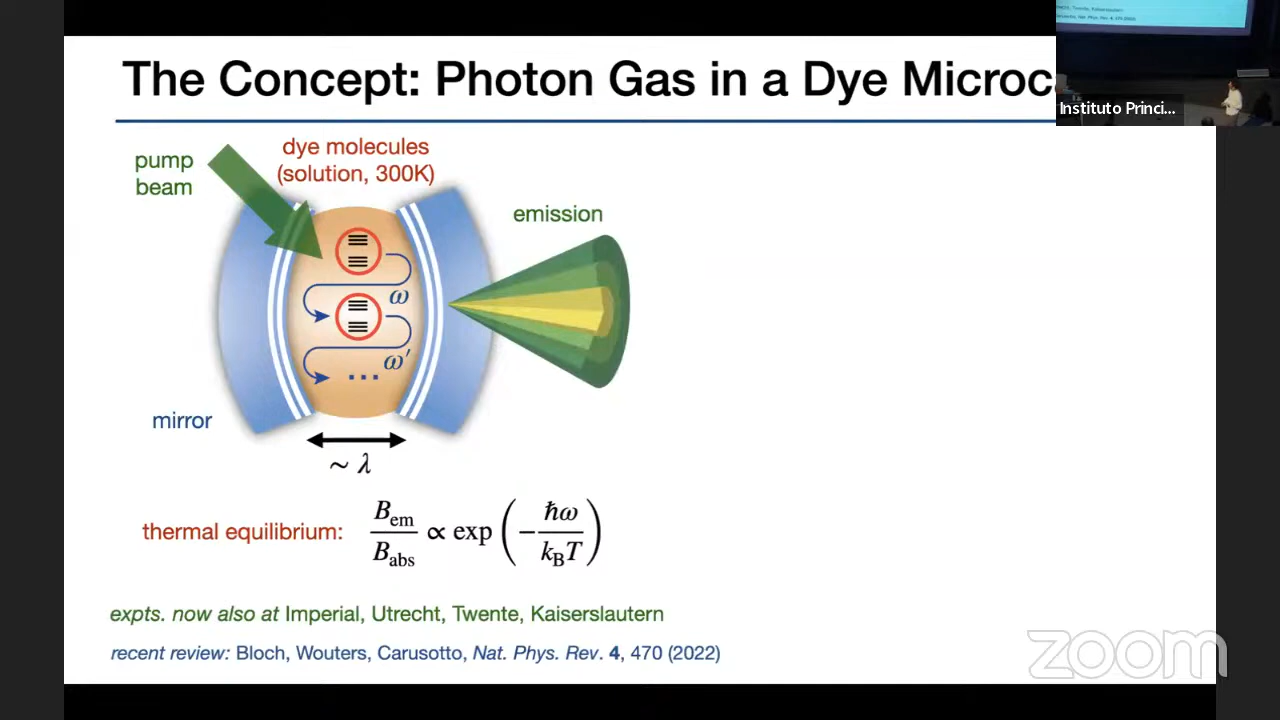 The Concept: Photon Gas in a Dye Microc
Instituto Princi...
pump
beam
dye molecules
(solution, 300K)
emission
ω
ω′
...
mirror
~ λ
thermal equilibrium: B_em / B_abs ∝ exp (− ħω / k_B T)
expts. now also at Imperial, Utrecht, Twente, Kaiserslautern
recent review: Bloch, Wouters, Carusotto, Nat. Phys. Rev. 4, 470 (2022)
zoom